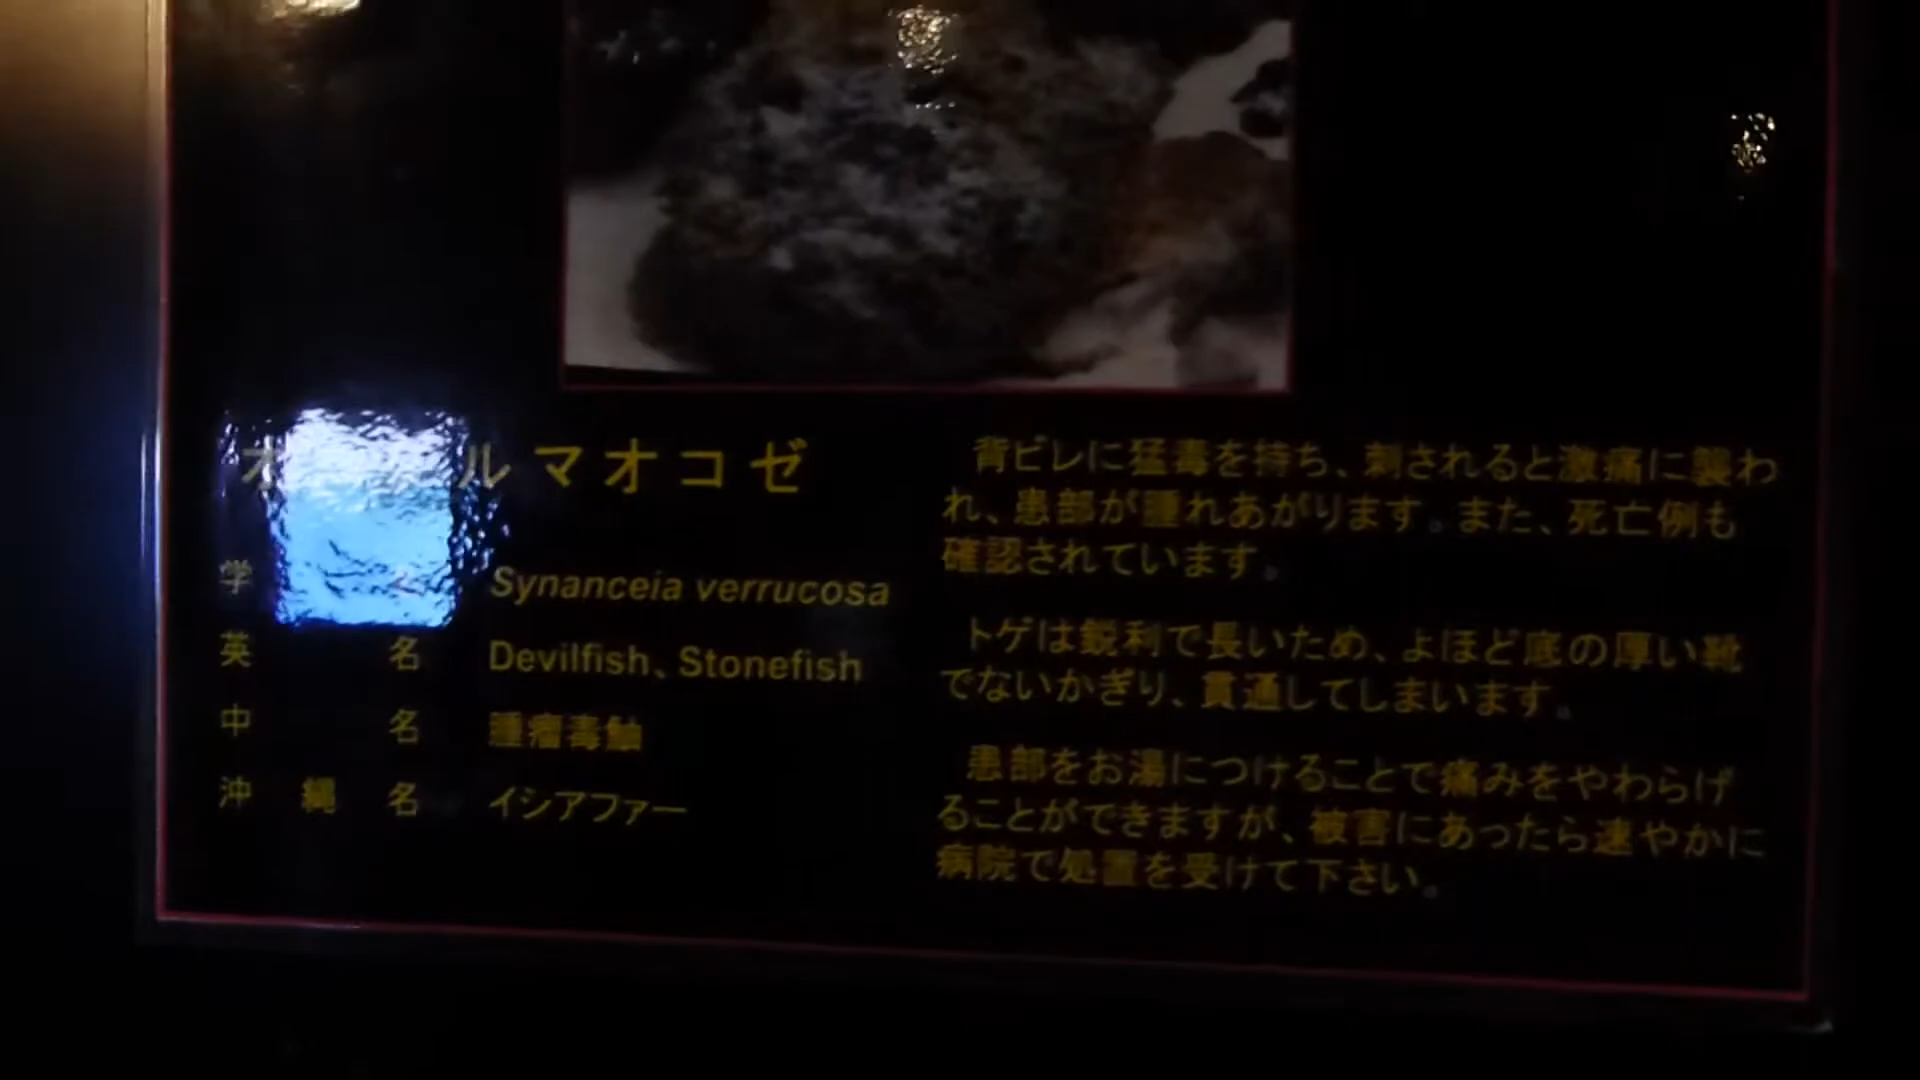 オニダルマオコゼ
学 名 Synanceia verrucosa
英 名 Devilfish、Stonefish
中 名 腫瘤毒鮋
沖 縄 名 イシアファー
背ビレに猛毒を持ち、刺されると激痛に襲わ
れ、患部が腫れあがります。また、死亡例も
確認されています。
トゲは鋭利で長いため、よほど底の厚い靴
でないかぎり、貫通してしまいます。
患部をお湯につけることで痛みをやわらげ
ることができますが、被害にあったら速やかに
病院で処置を受けて下さい。